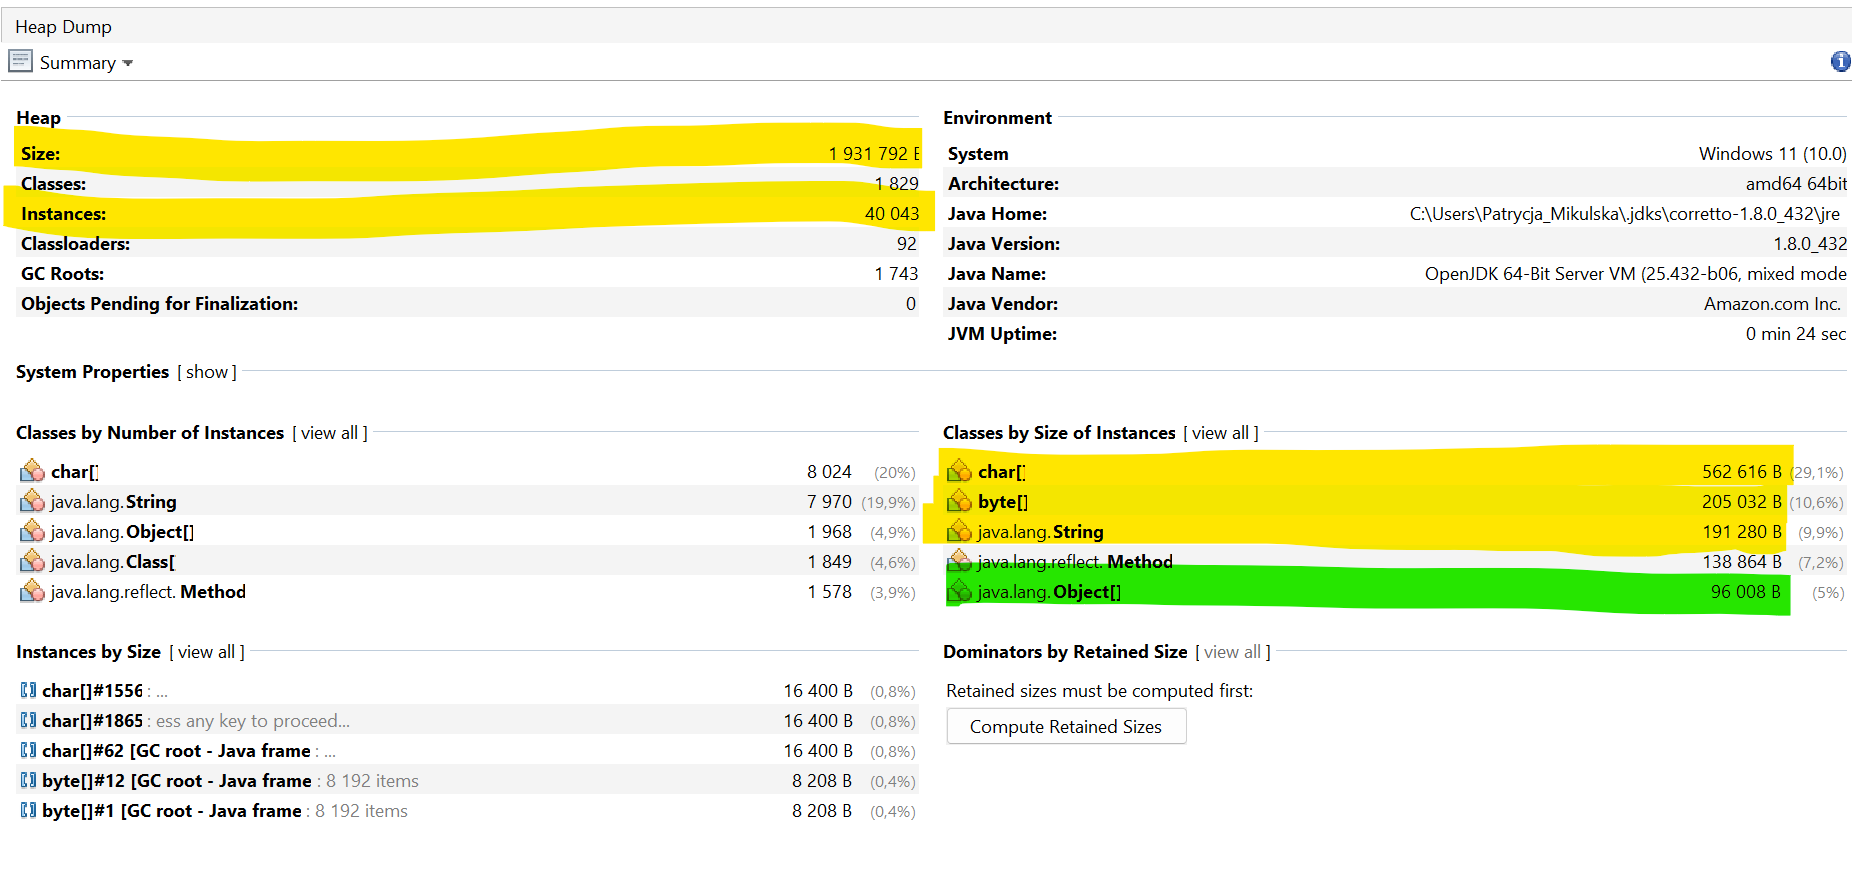 Heap Dump
Summary
Heap
Size: 1 931 792 B
Classes: 1 829
Instances: 40 043
Classloaders: 92
GC Roots: 1 743
Objects Pending for Finalization: 0
Environment
System Windows 11 (10.0)
Architecture: amd64 64bit
Java Home: C:\Users\Patrycja_Mikulska\.jdks\corretto-1.8.0_432\jre
Java Version: 1.8.0_432
Java Name: OpenJDK 64-Bit Server VM (25.432-b06, mixed mode
Java Vendor: Amazon.com Inc.
JVM Uptime: 0 min 24 sec
System Properties [ show ]
Classes by Number of Instances [ view all ]
char[] 8 024 (20%)
java.lang.String 7 970 (19,9%)
java.lang.Object[] 1 968 (4,9%)
java.lang.Class[ 1 849 (4,6%)
java.lang.reflect. Method 1 578 (3,9%)
Classes by Size of Instances [ view all ]
char[] 562 616 B (29,1%)
byte[] 205 032 B (10,6%)
java.lang.String 191 280 B (9,9%)
java.lang.reflect. Method 138 864 B (7,2%)
java.lang.Object[] 96 008 B (5%)
Instances by Size [ view all ]
char[]#1556 : ... 16 400 B (0,8%)
char[]#1865 : ess any key to proceed... 16 400 B (0,8%)
char[]#62 [GC root - Java frame : ... 16 400 B (0,8%)
byte[]#12 [GC root - Java frame : 8 192 items 8 208 B (0,4%)
byte[]#1 [GC root - Java frame : 8 192 items 8 208 B (0,4%)
Dominators by Retained Size [ view all ]
Retained sizes must be computed first:
Compute Retained Sizes